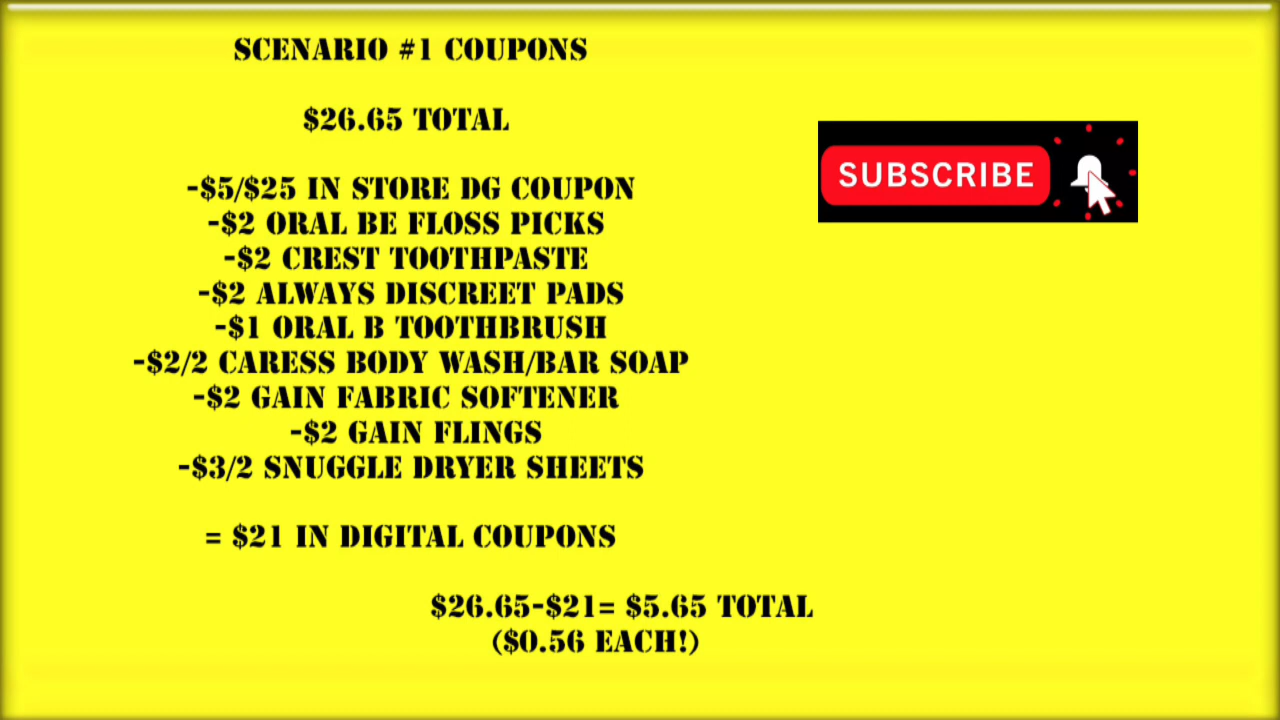 SCENARIO #1 COUPONS
$26.65 TOTAL
-$5/$25 IN STORE DG COUPON
-$2 ORAL BE FLOSS PICKS
-$2 CREST TOOTHPASTE
-$2 ALWAYS DISCREET PADS
-$1 ORAL B TOOTHBRUSH
-$2/2 CARESS BODY WASH/BAR SOAP
-$2 GAIN FABRIC SOFTENER
-$2 GAIN FLINGS
-$3/2 SNUGGLE DRYER SHEETS
= $21 IN DIGITAL COUPONS
$26.65-$21= $5.65 TOTAL
($0.56 EACH!)
SUBSCRIBE